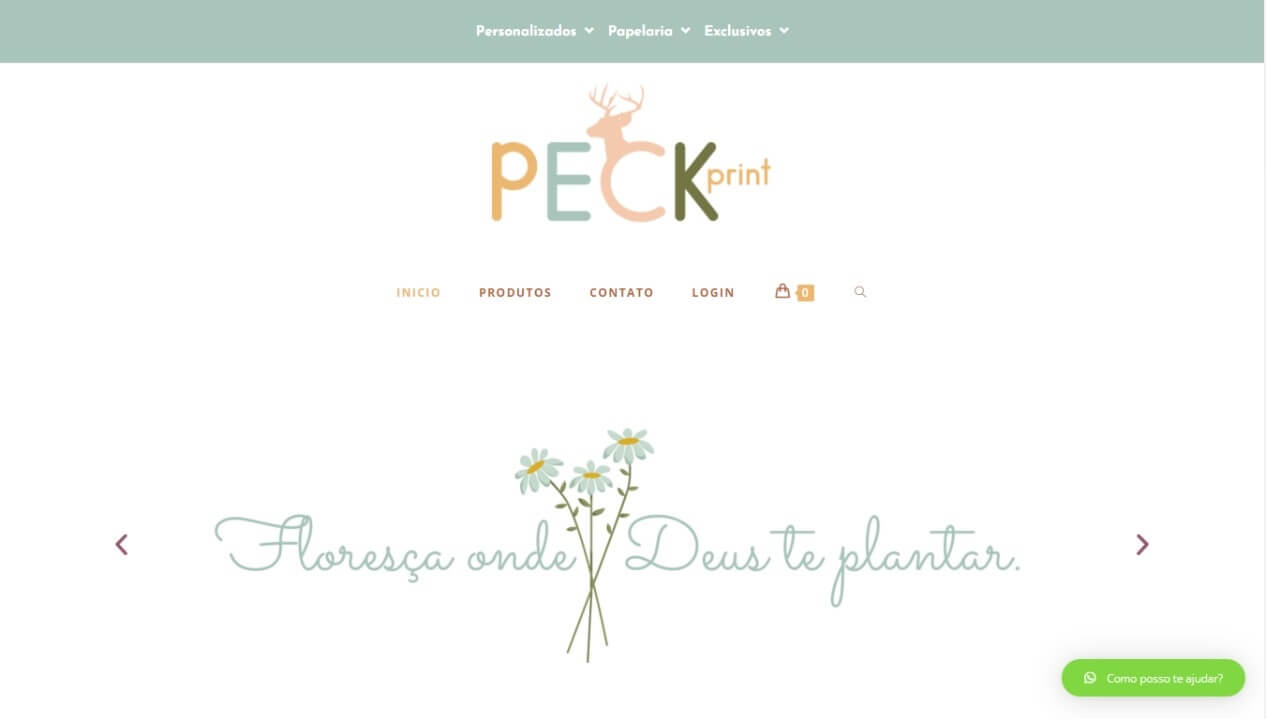 Personalizados Papelaria Exclusivos
PECK print
INICIO PRODUTOS CONTATO LOGIN 0
Floresça onde Deus te plantar.
Como posso te ajudar?